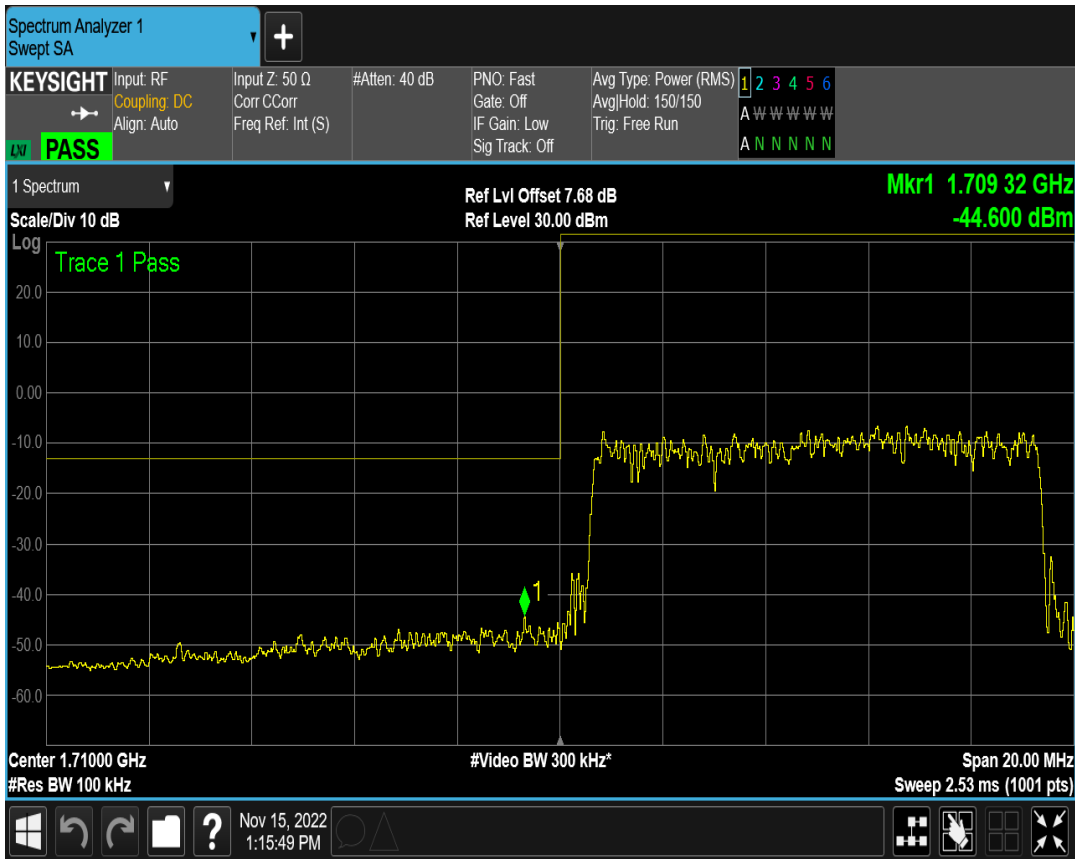 Spectrum Analyzer 1
Swept SA
+
KEYSIGHT
LXI PASS
Input: RF
Coupling: DC
Align: Auto
Input Z: 50 Ω
Corr CCorr
Freq Ref: Int (S)
#Atten: 40 dB
PNO: Fast
Gate: Off
IF Gain: Low
Sig Track: Off
Avg Type: Power (RMS)
Avg|Hold: 150/150
Trig: Free Run
1 2 3 4 5 6
A W W W W W
A N N N N N
1 Spectrum
Scale/Div 10 dB
Ref Lvl Offset 7.68 dB
Ref Level 30.00 dBm
Mkr1 1.709 32 GHz
-44.600 dBm
Log
Trace 1 Pass
20.0
10.0
0.00
-10.0
-20.0
-30.0
-40.0
-50.0
-60.0
1
Center 1.71000 GHz
#Res BW 100 kHz
#Video BW 300 kHz*
Span 20.00 MHz
Sweep 2.53 ms (1001 pts)
?
Nov 15, 2022
1:15:49 PM